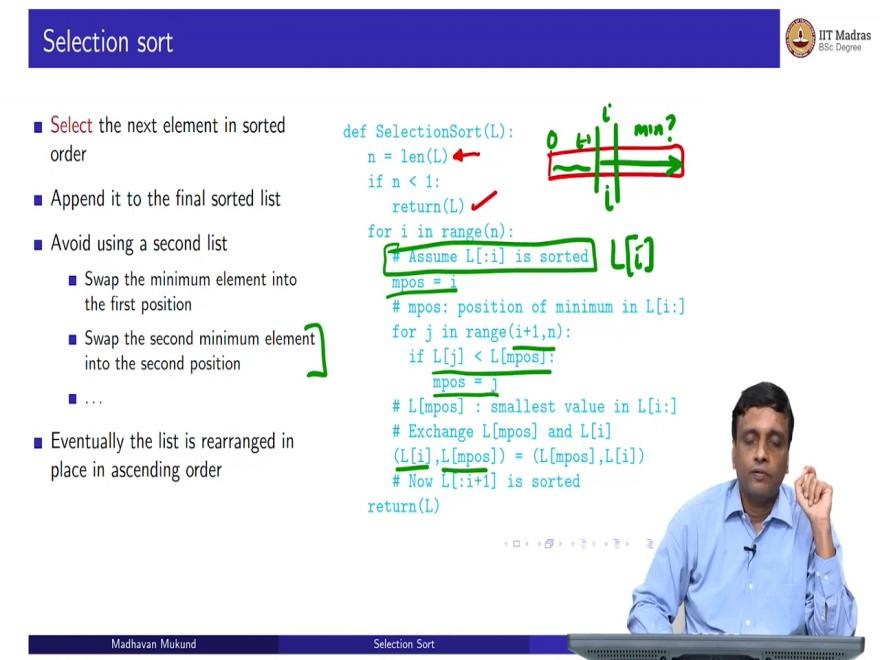 Selection sort
IIT Madras
BSc Degree
Select the next element in sorted
order
Append it to the final sorted list
Avoid using a second list
Swap the minimum element into
the first position
Swap the second minimum element
into the second position
...
Eventually the list is rearranged in
place in ascending order
def SelectionSort(L):
n = len(L)
if n < 1:
return(L)
for i in range(n):
# Assume L[:i] is sorted
mpos = i
# mpos: position of minimum in L[i:]
for j in range(i+1,n):
if L[j] < L[mpos]:
mpos = j
# L[mpos] : smallest value in L[i:]
# Exchange L[mpos] and L[i]
(L[i],L[mpos]) = (L[mpos],L[i])
# Now L[:i+1] is sorted
return(L)
i
0 min?
i
L[i]
Madhavan Mukund
Selection Sort